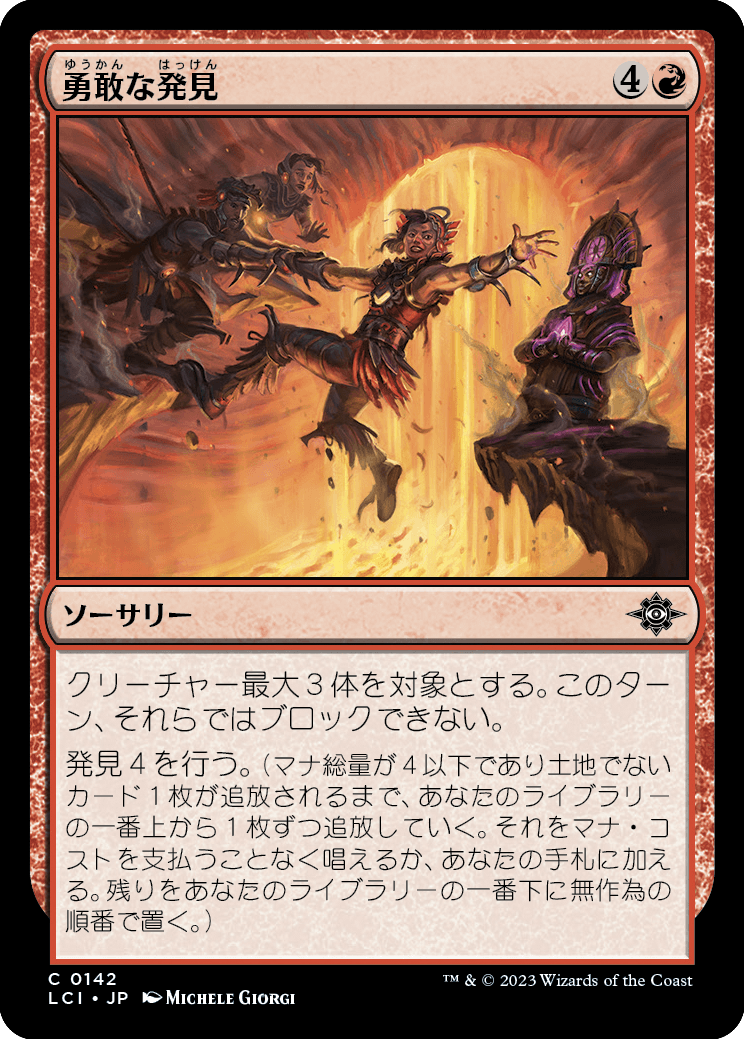 ゆうかん はっけん
勇敢な発見 4
ソーサリー
クリーチャー最大3体を対象とする。このターン
、それらではブロックできない。
発見4を行う。(マナ総量が4以下であり土地でない
カード1枚が追放されるまで、あなたのライブラリー
の一番上から1枚ずつ追放していく。それをマナ・コ
ストを支払うことなく唱えるか、あなたの手札に加え
る。残りをあなたのライブラリーの一番下に無作為の
順番で置く。)
C 0142 ™ & © 2023 Wizards of the Coast
LCI • JP Michele Giorgi